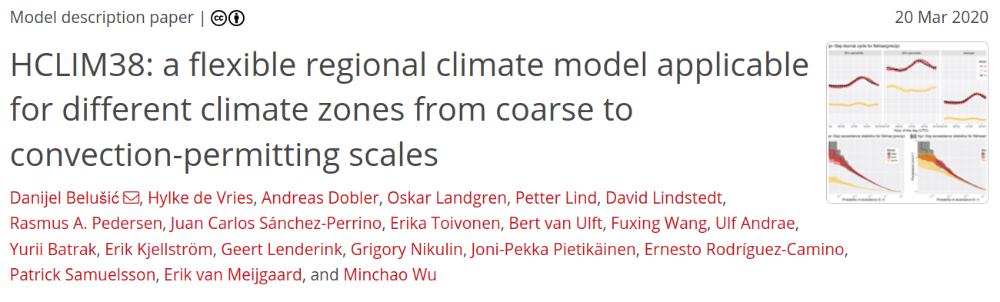 Model description paper |
20 Mar 2020
HCLIM38: a flexible regional climate model applicable
for different climate zones from coarse to
convection-permitting scales
Danijel Belušić, Hylke de Vries, Andreas Dobler, Oskar Landgren, Petter Lind, David Lindstedt,
Rasmus A. Pedersen, Juan Carlos Sánchez-Perrino, Erika Toivonen, Bert van Ulft, Fuxing Wang, Ulf Andrae,
Yurii Batrak, Erik Kjellström, Geert Lenderink, Grigory Nikulin, Joni-Pekka Pietikäinen, Ernesto Rodríguez-Camino,
Patrick Samuelsson, Erik van Meijgaard, and Minchao Wu